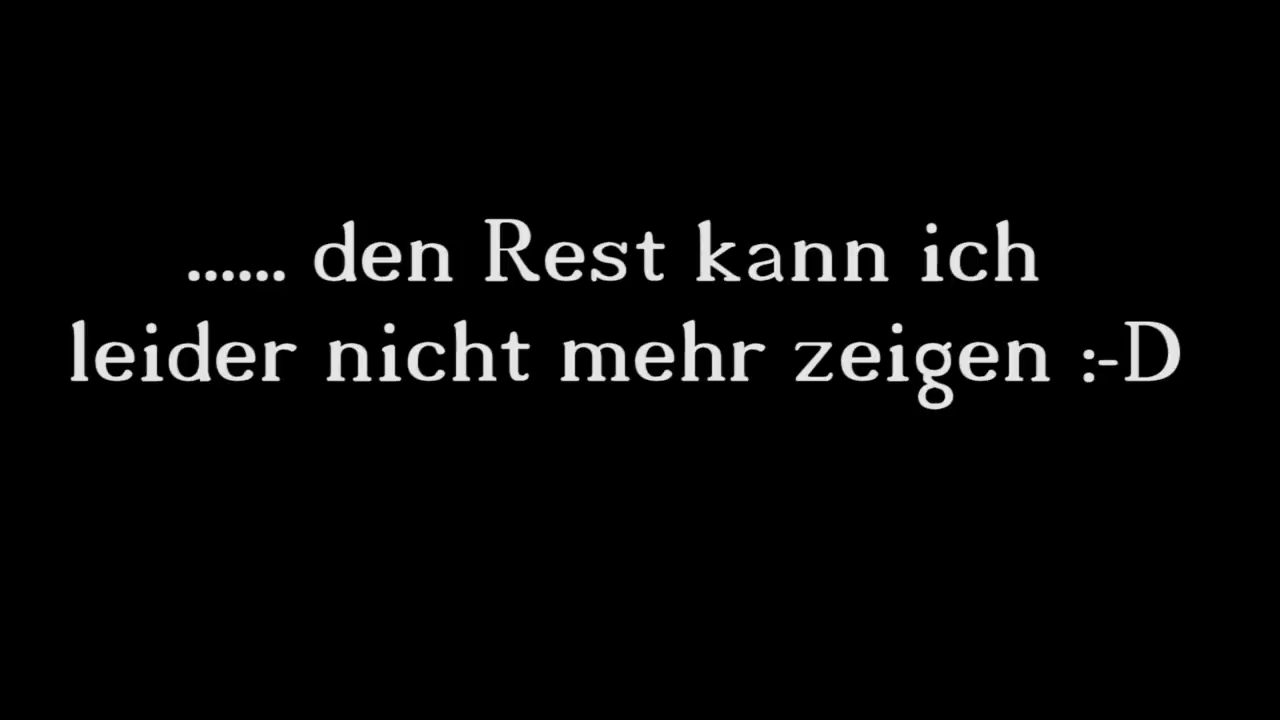 ...... den Rest kann ich
leider nicht mehr zeigen :-D